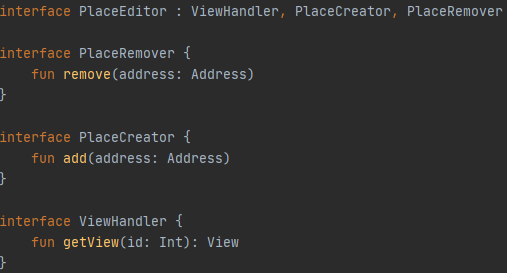 interface PlaceEditor : ViewHandler, PlaceCreator, PlaceRemover
interface PlaceRemover {
    fun remove(address: Address)
}
interface PlaceCreator {
    fun add(address: Address)
}
interface ViewHandler {
    fun getView(id: Int): View
}